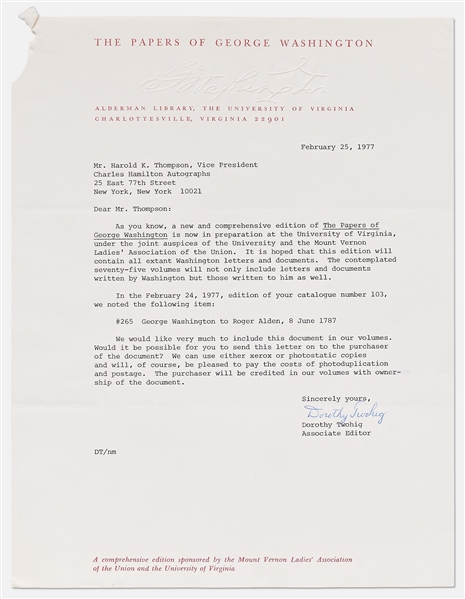 THE PAPERS OF GEORGE WASHINGTON
GWashington
ALDERMAN LIBRARY, THE UNIVERSITY OF VIRGINIA
CHARLOTTESVILLE, VIRGINIA 22901
February 25, 1977
Mr. Harold K. Thompson, Vice President
Charles Hamilton Autographs
25 East 77th Street
New York, New York 10021
Dear Mr. Thompson:
As you know, a new and comprehensive edition of The Papers of
George Washington is now in preparation at the University of Virginia,
under the joint auspices of the University and the Mount Vernon
Ladies' Association of the Union. It is hoped that this edition will
contain all extant Washington letters and documents. The contemplated
seventy-five volumes will not only include letters and documents
written by Washington but those written to him as well.
In the February 24, 1977, edition of your catalogue number 103,
we noted the following item:
#265 George Washington to Roger Alden, 8 June 1787
We would like very much to include this document in our volumes.
Would it be possible for you to send this letter on to the purchaser
of the document? We can use either xerox or photostatic copies
and will, of course, be pleased to pay the costs of photoduplication
and postage. The purchaser will be credited in our volumes with owner-
ship of the document.
Sincerely yours,
Dorothy Twohig
Dorothy Twohig
Associate Editor
DT/nm
A comprehensive edition sponsored by the Mount Vernon Ladies' Association
of the Union and the University of Virginia